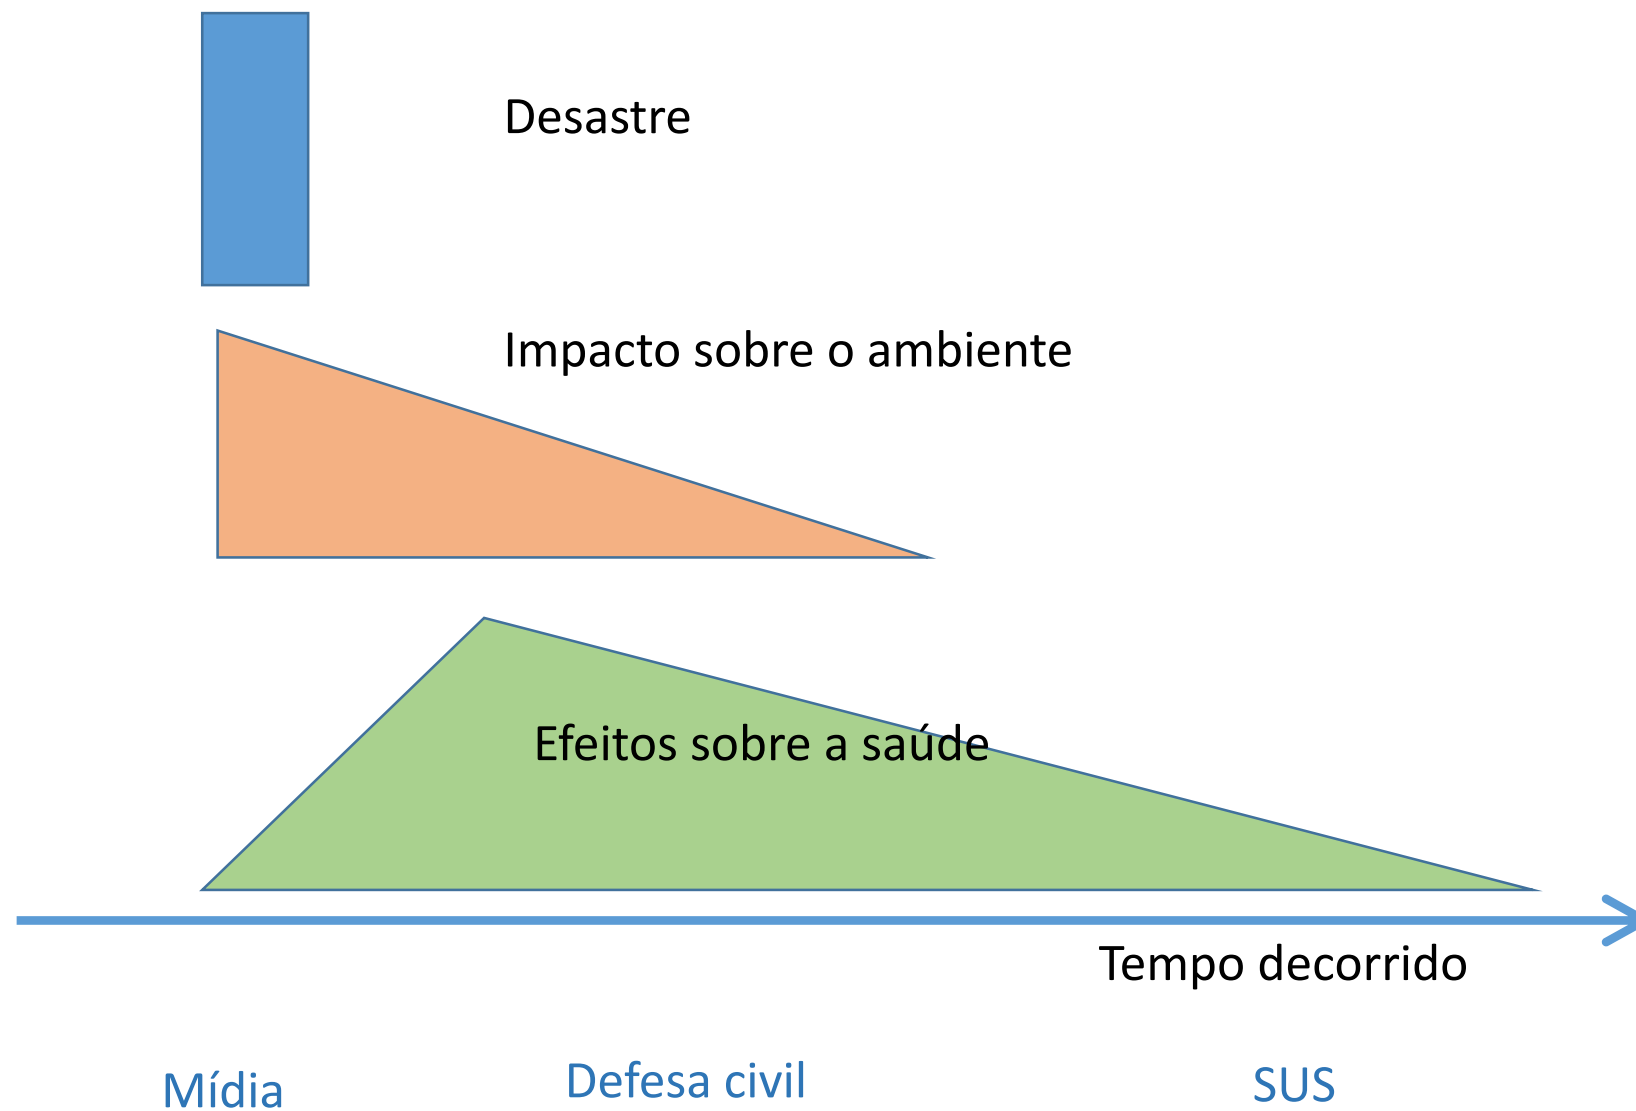 Desastre
Impacto sobre o ambiente
Efeitos sobre a saúde
Tempo decorrido
Mídia
Defesa civil
SUS